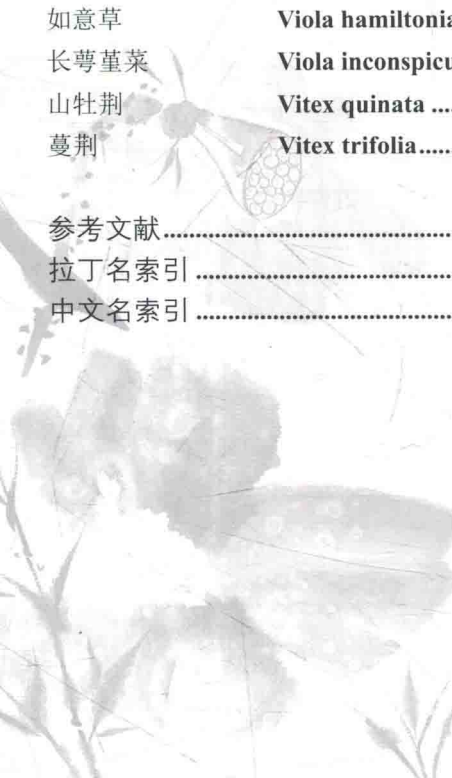 如意草 Viola hamiltonia
长萼堇菜 Viola inconspicu
山牡荆 Vitex quinata ....
蔓荆 Vitex trifolia......
参考文献......................................
拉丁名索引..................................
中文名索引..................................